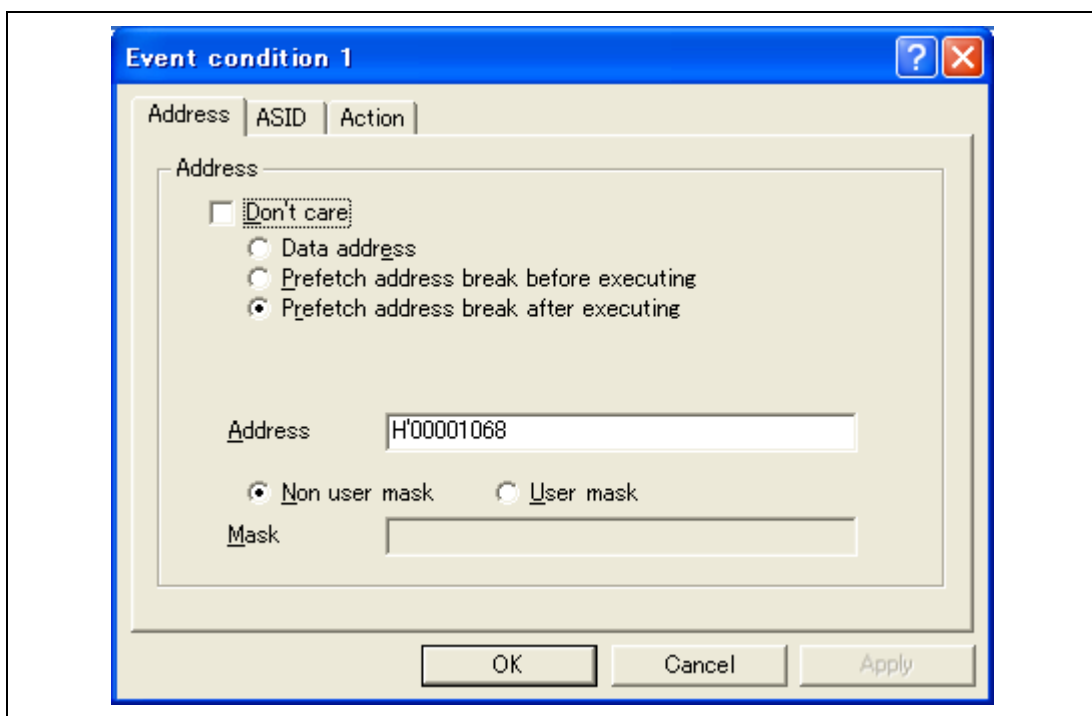 Event condition 1
Address ASID Action
Address
Don't care
Data address
Prefetch address break before executing
Prefetch address break after executing
Address H'00001068
Non user mask User mask
Mask
OK Cancel Apply